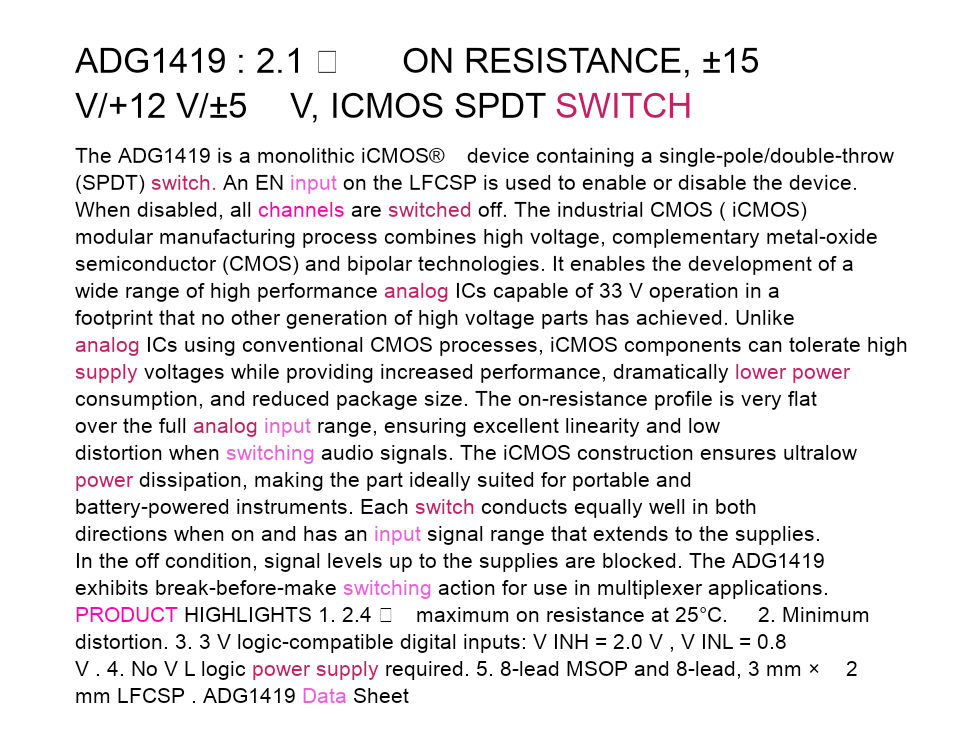 ADG1419 : 2.1 □ ON RESISTANCE, ±15
V/+12 V/±5 V, ICMOS SPDT SWITCH
The ADG1419 is a monolithic iCMOS® device containing a single-pole/double-throw
(SPDT) switch. An EN input on the LFCSP is used to enable or disable the device.
When disabled, all channels are switched off. The industrial CMOS ( iCMOS)
modular manufacturing process combines high voltage, complementary metal-oxide
semiconductor (CMOS) and bipolar technologies. It enables the development of a
wide range of high performance analog ICs capable of 33 V operation in a
footprint that no other generation of high voltage parts has achieved. Unlike
analog ICs using conventional CMOS processes, iCMOS components can tolerate high
supply voltages while providing increased performance, dramatically lower power
consumption, and reduced package size. The on-resistance profile is very flat
over the full analog input range, ensuring excellent linearity and low
distortion when switching audio signals. The iCMOS construction ensures ultralow
power dissipation, making the part ideally suited for portable and
battery-powered instruments. Each switch conducts equally well in both
directions when on and has an input signal range that extends to the supplies.
In the off condition, signal levels up to the supplies are blocked. The ADG1419
exhibits break-before-make switching action for use in multiplexer applications.
PRODUCT HIGHLIGHTS 1. 2.4 □ maximum on resistance at 25°C. 2. Minimum
distortion. 3. 3 V logic-compatible digital inputs: V INH = 2.0 V , V INL = 0.8
V . 4. No V L logic power supply required. 5. 8-lead MSOP and 8-lead, 3 mm × 2
mm LFCSP . ADG1419 Data Sheet